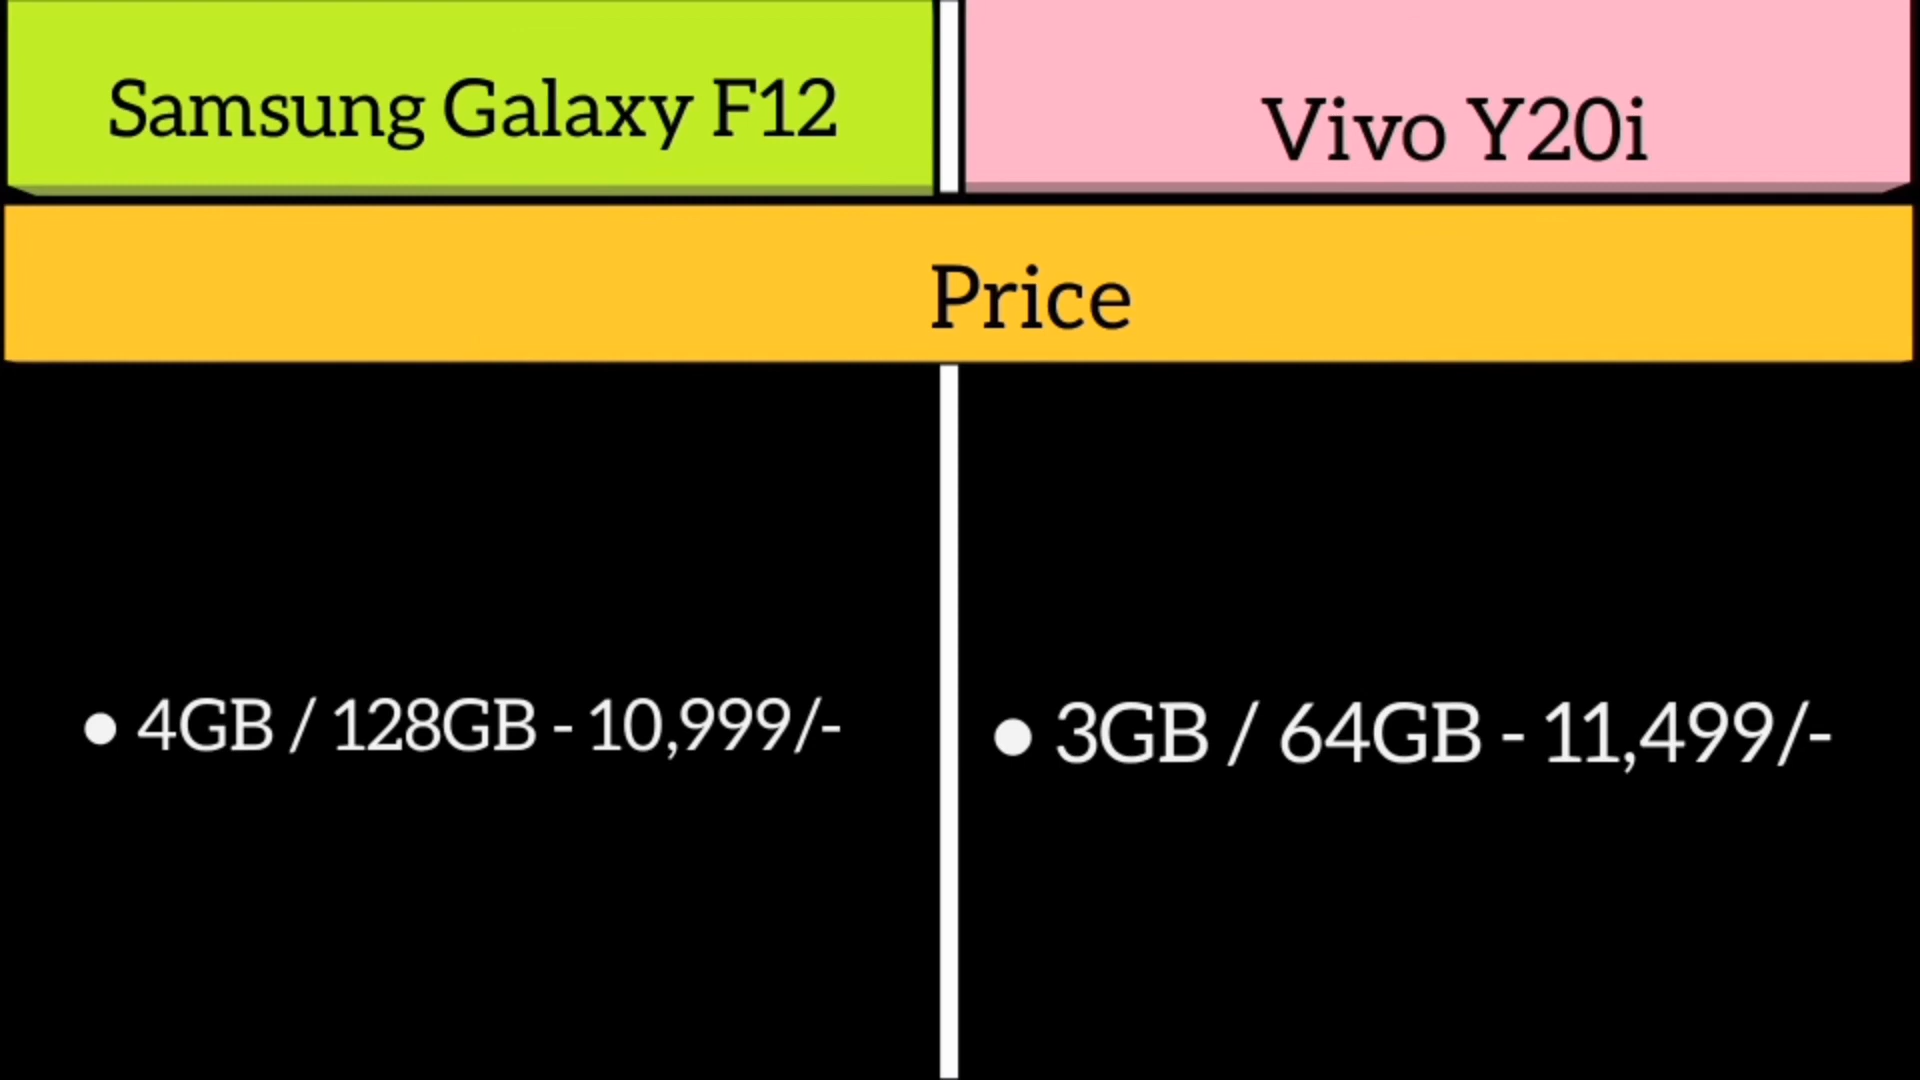 Samsung Galaxy F12
Vivo Y20i
Price
● 4GB / 128GB - 10,999/-
● 3GB / 64GB - 11,499/-